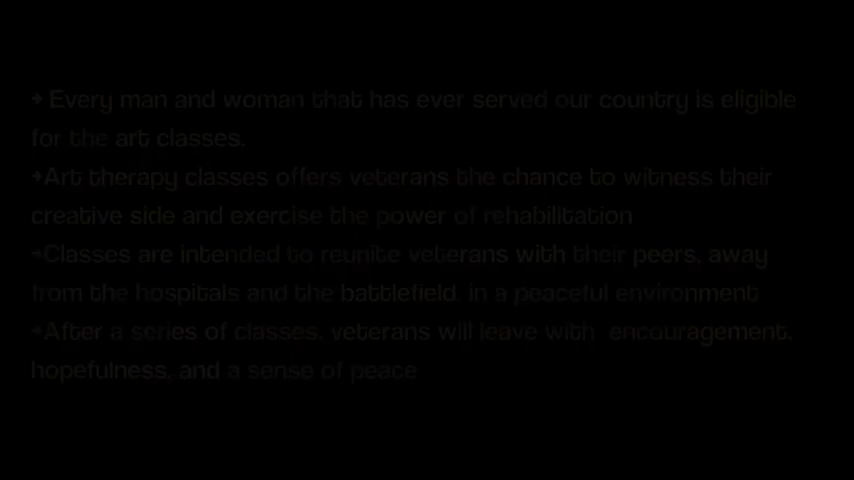 → Every man and woman that has ever served our country is eligible
for the art classes.
→Art therapy classes offers veterans the chance to witness their
creative side and exercise the power of rehabilitation
→Classes are intended to reunite veterans with their peers, away
from the hospitals and the battlefield, in a peaceful environment
→After a series of classes, veterans will leave with encouragement,
hopefulness, and a sense of peace